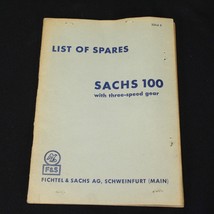 LIST OF SPARES
SACHS 100
with three-speed gear
F&S
FICHTEL & SACHS AG, SCHWEINFURT (MAIN)